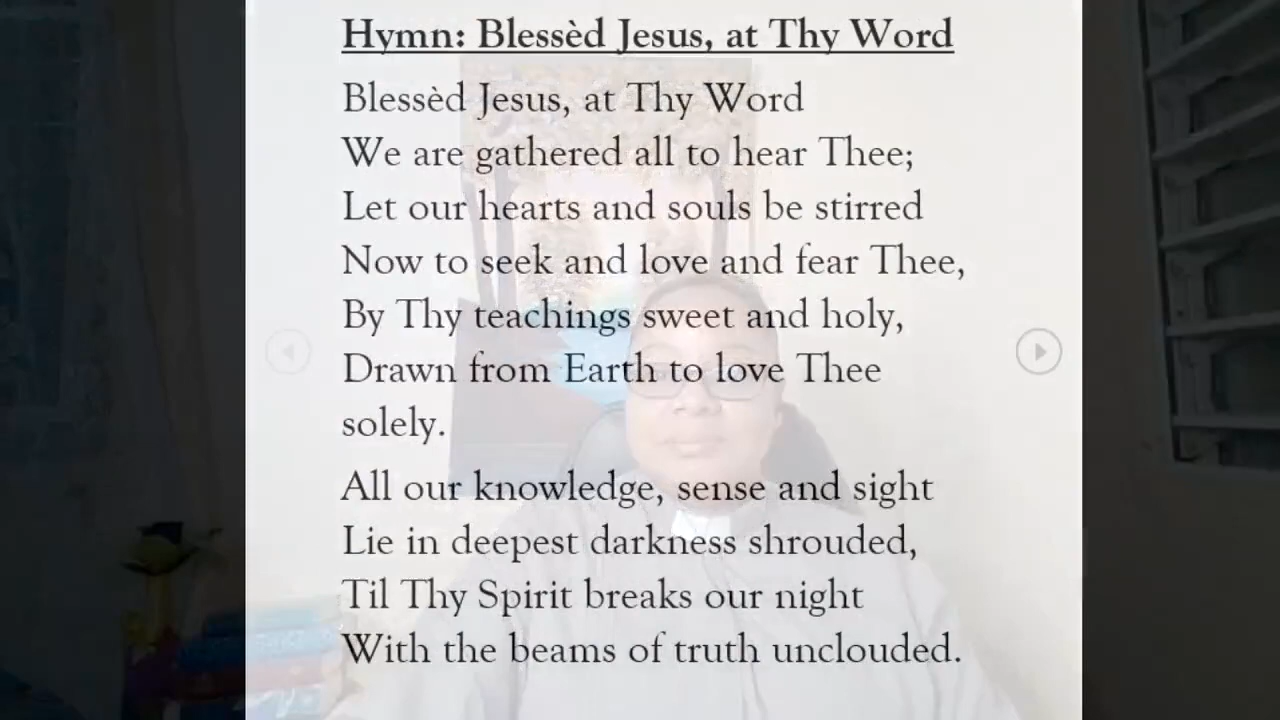 Hymn: Blessèd Jesus, at Thy Word
Blessèd Jesus, at Thy Word
We are gathered all to hear Thee;
Let our hearts and souls be stirred
Now to seek and love and fear Thee,
By Thy teachings sweet and holy,
Drawn from Earth to love Thee
solely.
All our knowledge, sense and sight
Lie in deepest darkness shrouded,
Til Thy Spirit breaks our night
With the beams of truth unclouded.